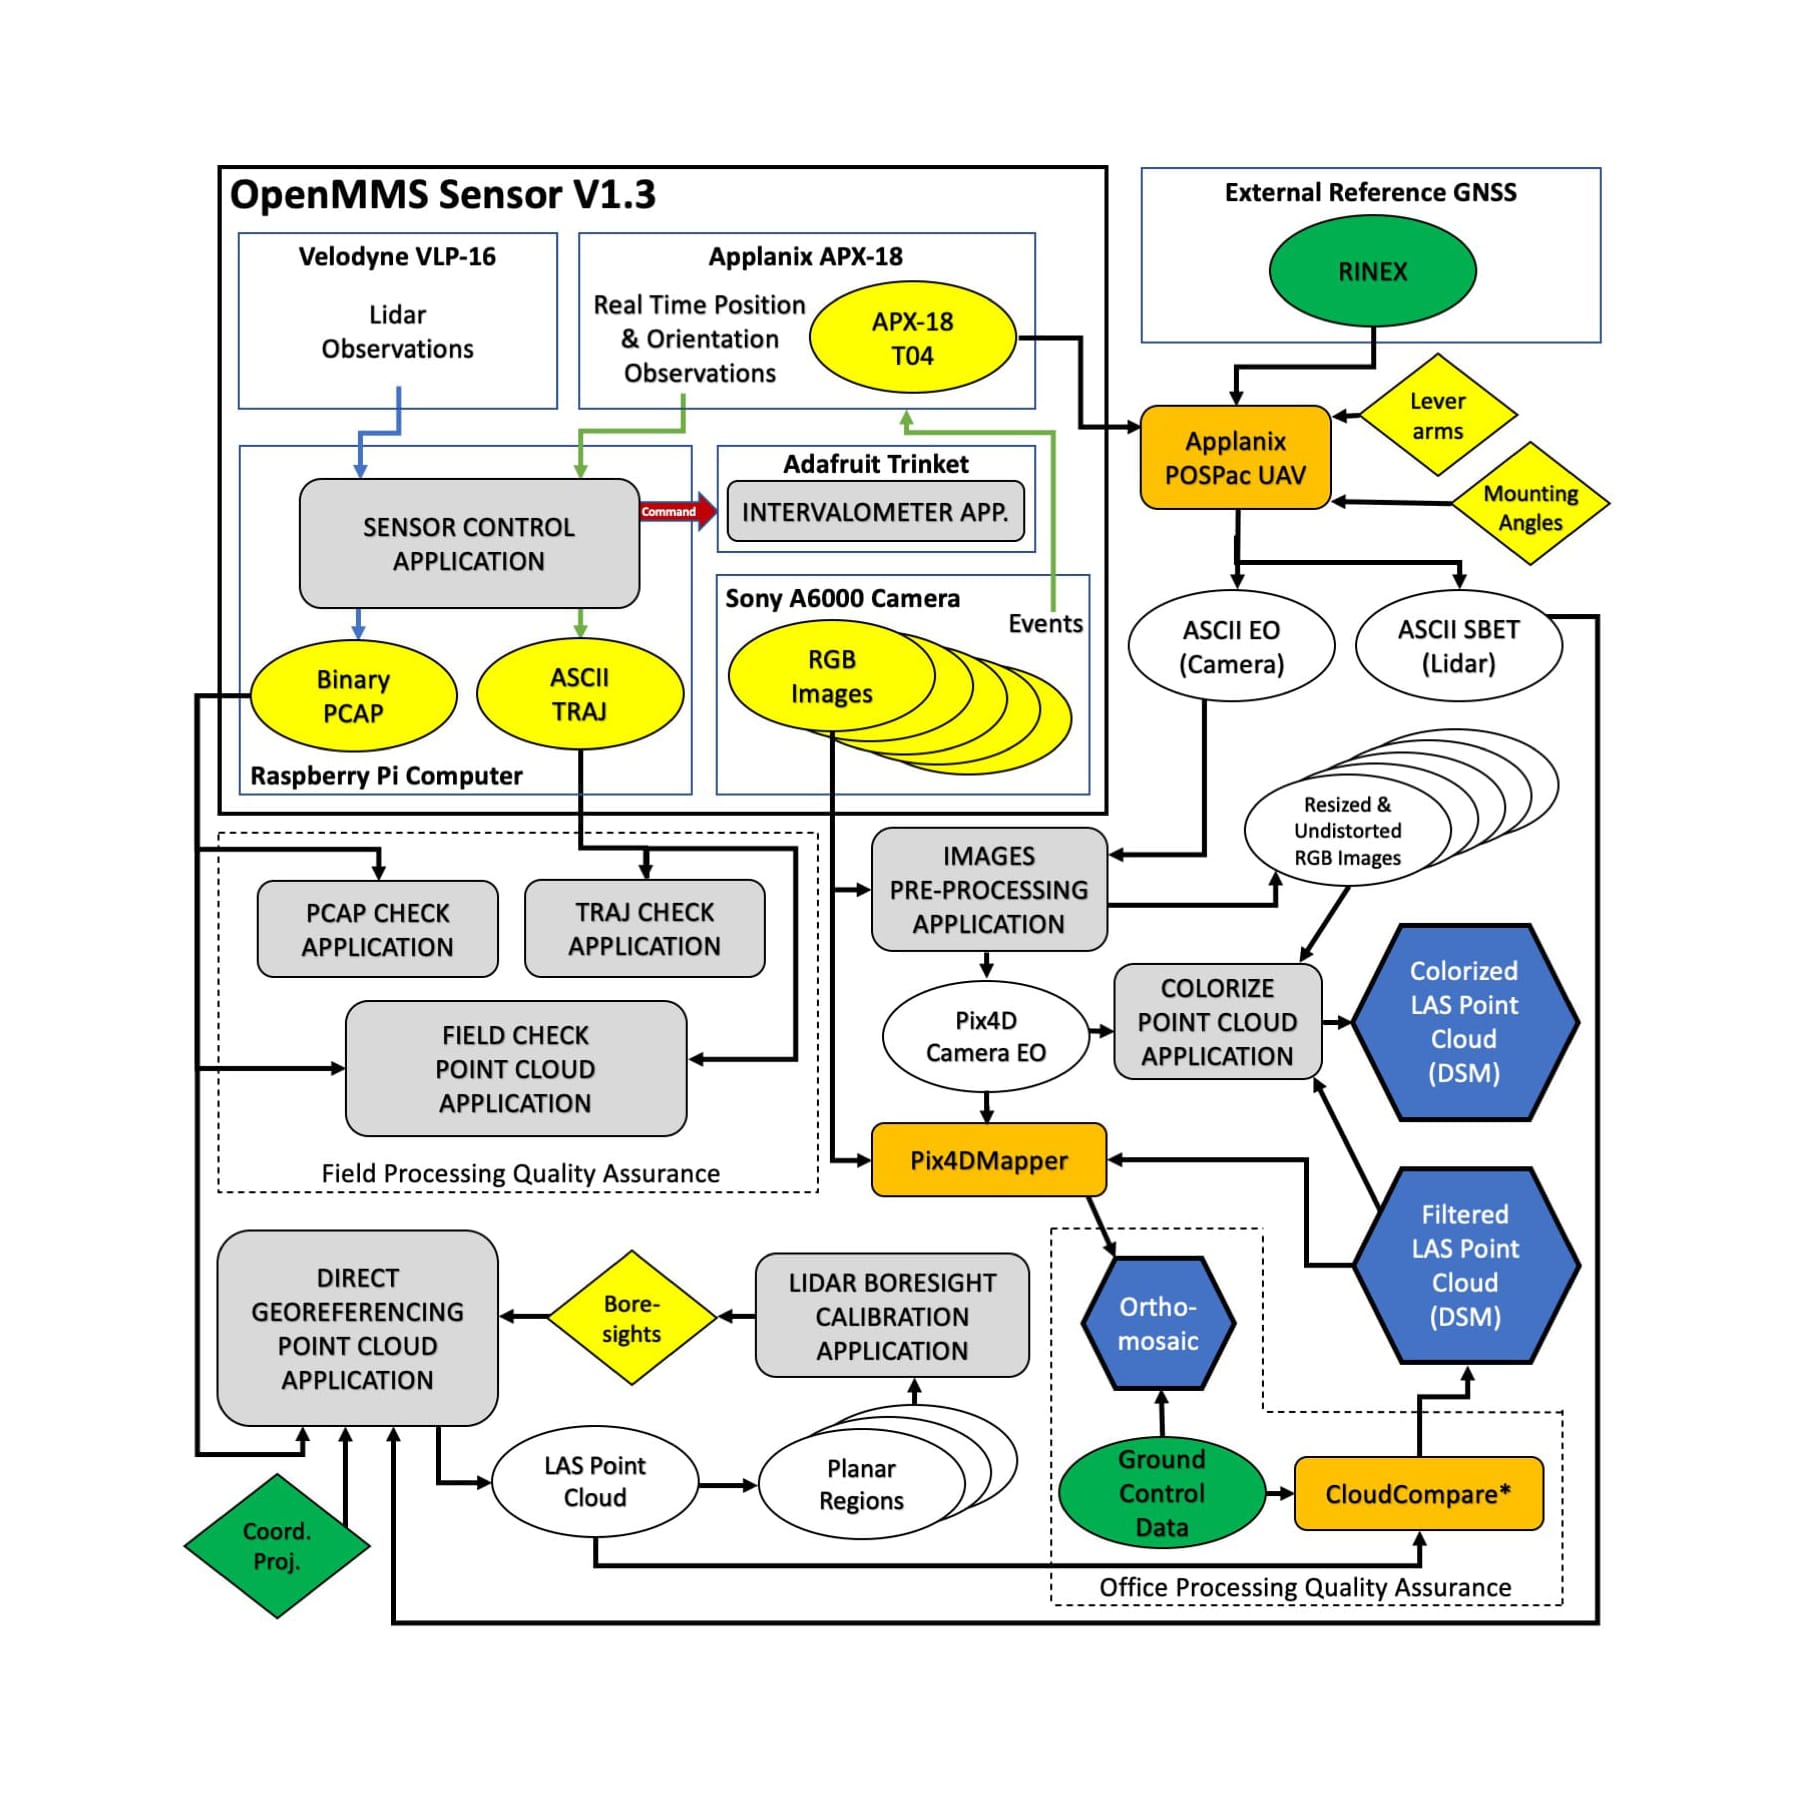 OpenMMS Sensor V1.3
Velodyne VLP-16
Lidar
Observations
Applanix APX-18
Real Time Position
& Orientation
Observations
APX-18
T04
External Reference GNSS
RINEX
Lever
arms
Applanix
POSPac UAV
Mounting
Angles
SENSOR CONTROL
APPLICATION
Command
Adafruit Trinket
INTERVALOMETER APP.
Sony A6000 Camera
Events
RGB
Images
Binary
PCAP
ASCII
TRAJ
Raspberry Pi Computer
ASCII EO
(Camera)
ASCII SBET
(Lidar)
Resized &
Undistorted
RGB Images
IMAGES
PRE-PROCESSING
APPLICATION
PCAP CHECK
APPLICATION
TRAJ CHECK
APPLICATION
FIELD CHECK
POINT CLOUD
APPLICATION
Field Processing Quality Assurance
Pix4D
Camera EO
COLORIZE
POINT CLOUD
APPLICATION
Colorized
LAS Point
Cloud
(DSM)
Pix4DMapper
Filtered
LAS Point
Cloud
(DSM)
DIRECT
GEOREFERENCING
POINT CLOUD
APPLICATION
Bore-
sights
LIDAR BORESIGHT
CALIBRATION
APPLICATION
Ortho-
mosaic
LAS Point
Cloud
Planar
Regions
Ground
Control
Data
CloudCompare*
Coord.
Proj.
Office Processing Quality Assurance